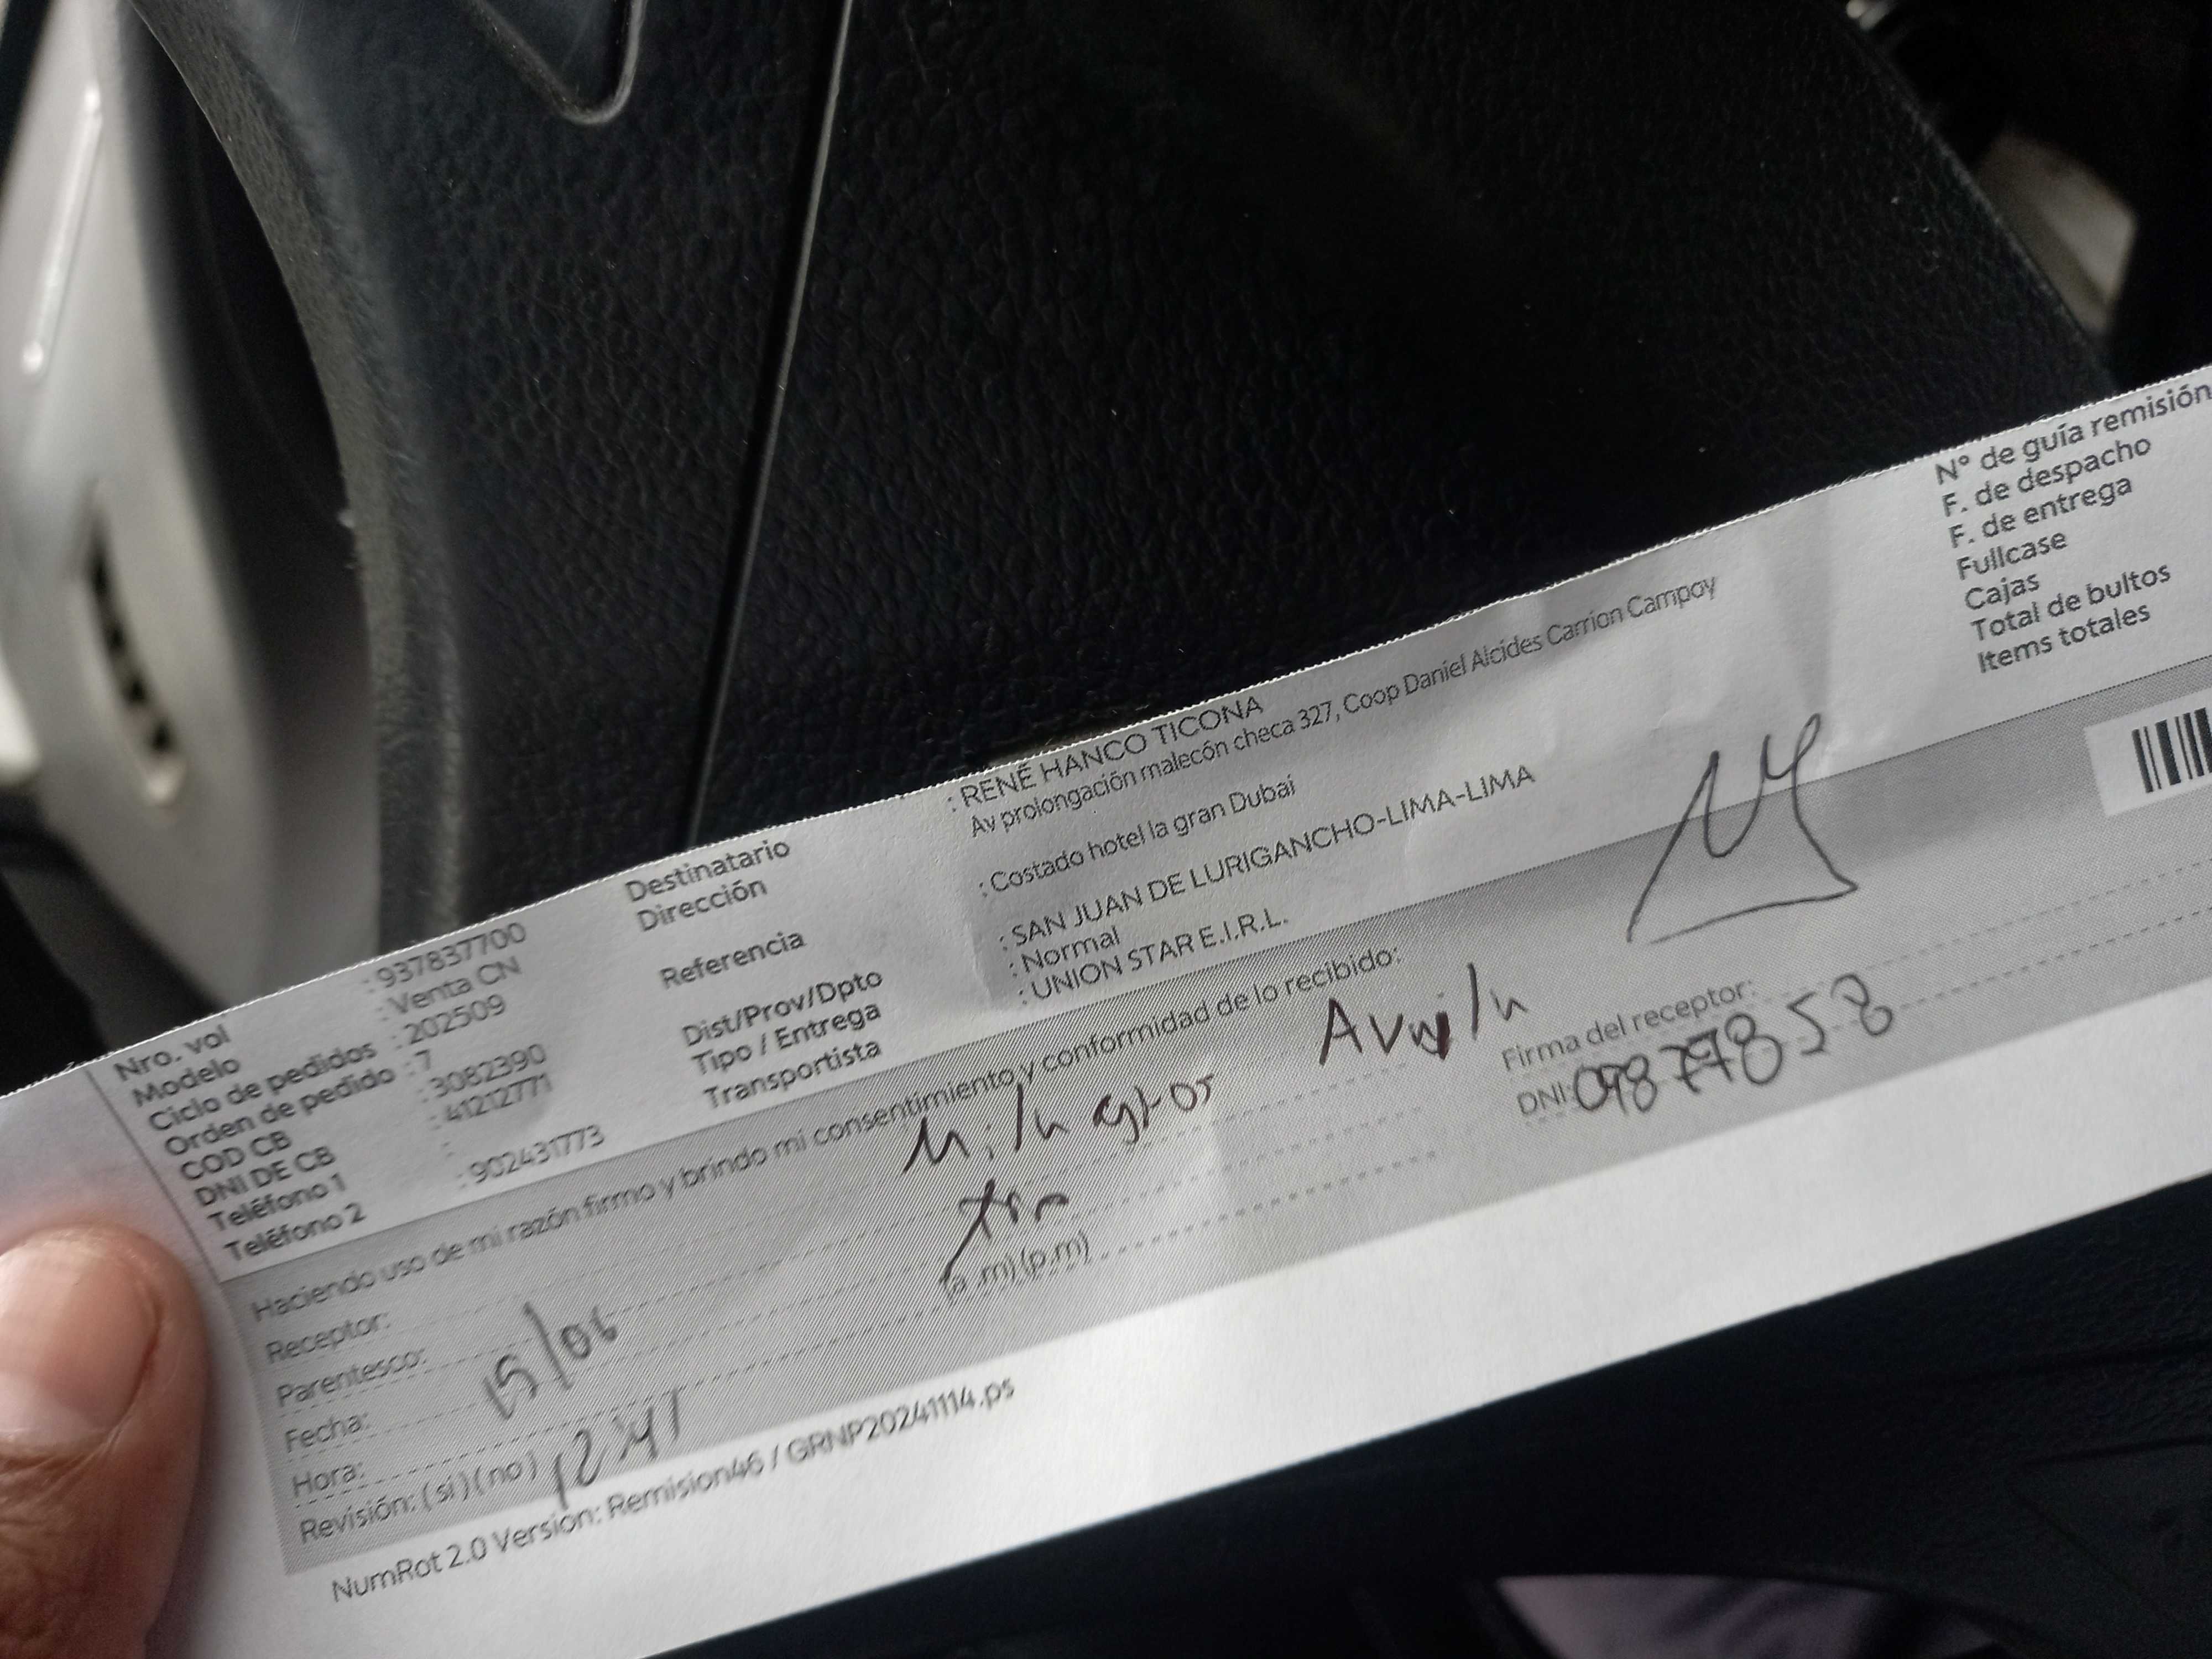 Nro. vol : 937837700
Modelo : Venta CN
Ciclo de pedidos : 202509
Orden de pedido : 7
COD CB : 3082390
DNI DE CB : 41212771
Teléfono 1 :
Teléfono 2 : 902431773
Destinatario : RENÉ HANCO TICONA
Dirección Av prolongación malecón checa 327, Coop Daniel Alcides Carrion Campoy
Referencia : Costado hotel la gran Dubai
Dist/Prov/Dpto : SAN JUAN DE LURIGANCHO-LIMA-LIMA
Tipo / Entrega : Normal
Transportista : UNION STAR E.I.R.L.
N° de guía remisión
F. de despacho
F. de entrega
Fullcase
Cajas
Total de bultos
Items totales
Haciendo uso de mi razón firmo y brindo mi consentimiento y conformidad de lo recibido:
Receptor: Milagros
Parentesco:
Fecha: 15/06
Hora: 12 41 (a.m) (p.m)
Revisión: (si) (no)
Firma del receptor:
DNI:
NumRot 2.0 Version: Remision46 / GRNP20241114.ps